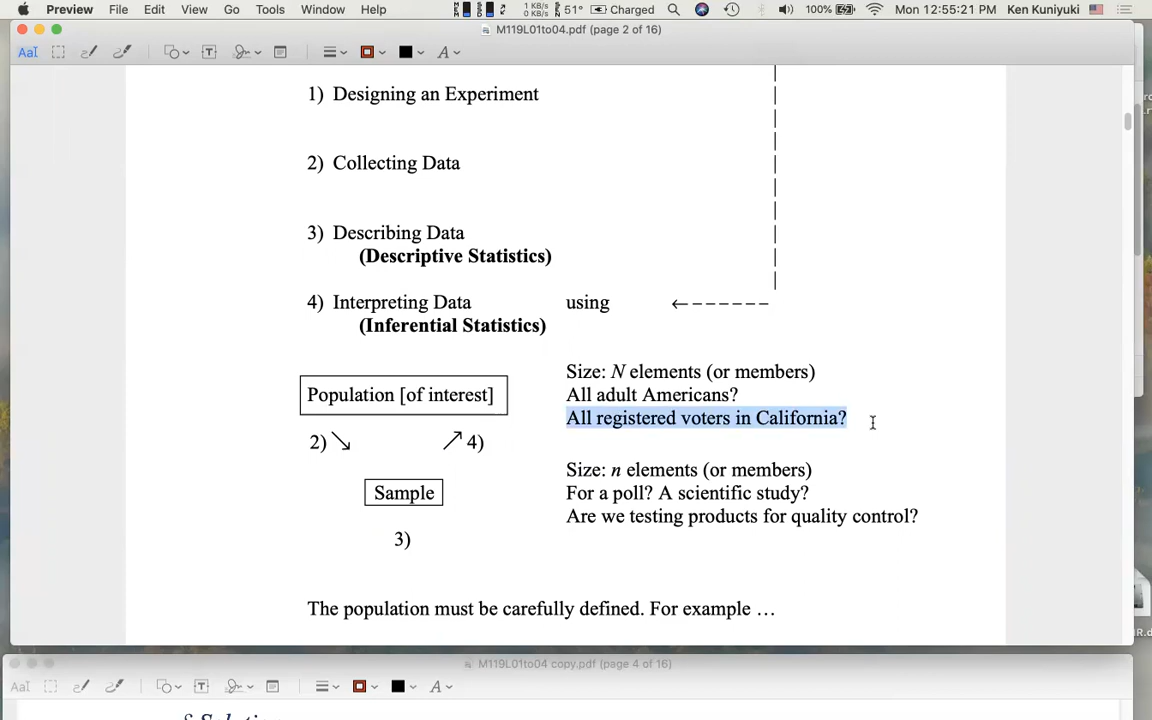 Preview File Edit View Go Tools Window Help 1 KB/s 0 KB/s 51° Charged 100% Mon 12:55:21 PM Ken Kuniyuki
M119L01to04.pdf (page 2 of 16)
1) Designing an Experiment
2) Collecting Data
3) Describing Data
(Descriptive Statistics)
4) Interpreting Data using ←------
(Inferential Statistics)
Size: N elements (or members)
Population [of interest] All adult Americans?
All registered voters in California?
2) ↘ ↗ 4)
Size: n elements (or members)
Sample For a poll? A scientific study?
Are we testing products for quality control?
3)
The population must be carefully defined. For example …
M119L01to04 copy.pdf (page 4 of 16)